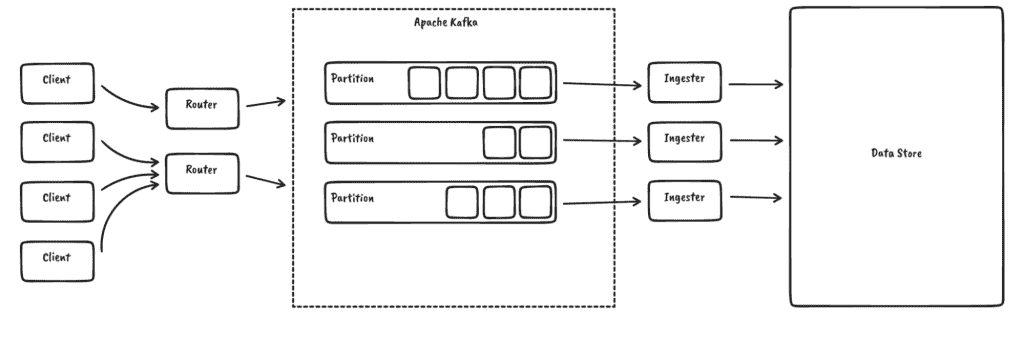 Apache Kafka
Client
Router
Partition
Ingester
Client
Router
Partition
Ingester
Data Store
Client
Partition
Ingester
Client